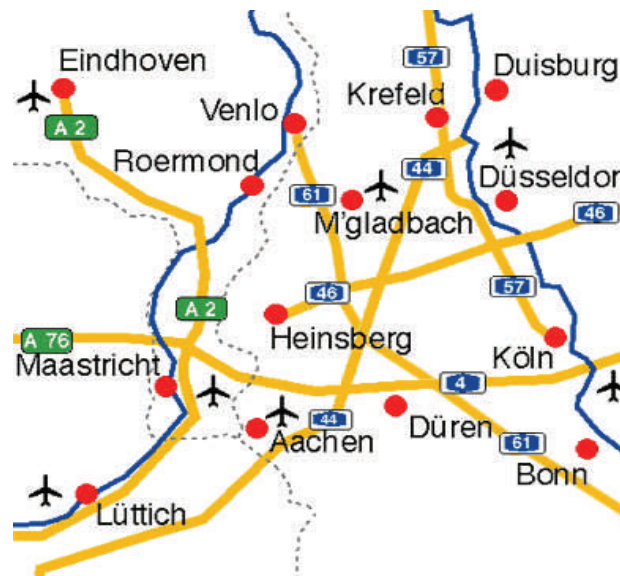 57
Eindhoven
Duisburg
Venlo
Krefeld
A 2
Roermond
44
61
Düsseldor
M'gladbach
46
46
A 2
57
Heinsberg
A 76
Köln
Maastricht
4
44
Düren
Aachen
61
Bonn
Lüttich